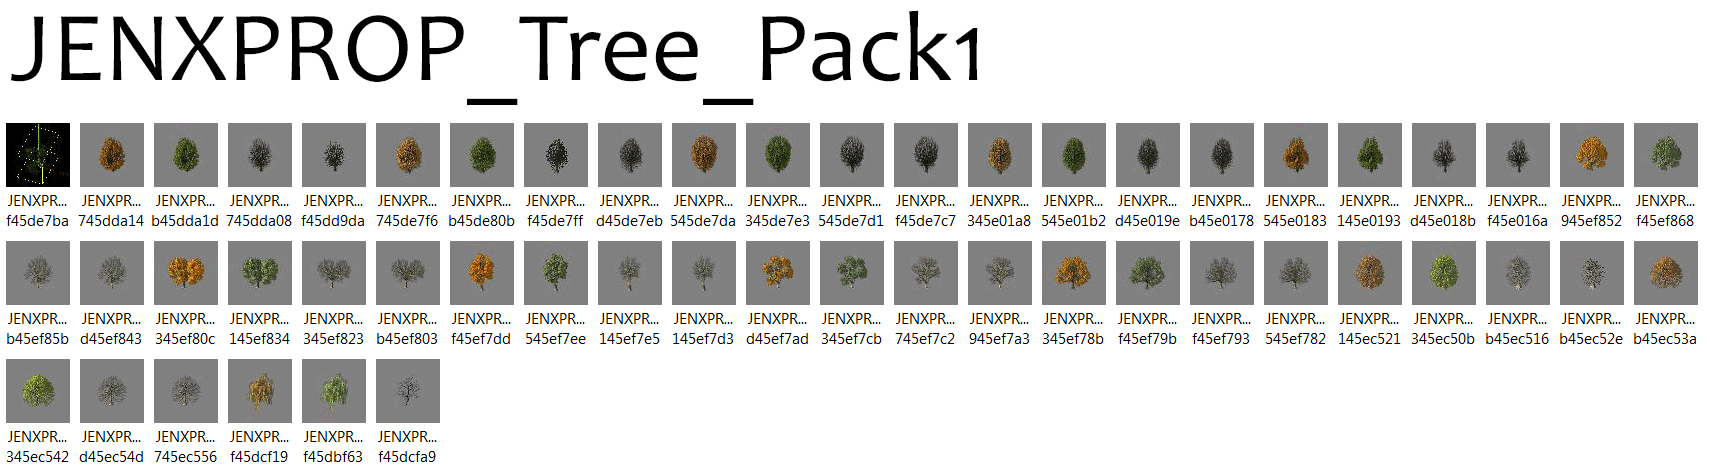 JENXPROP_Tree_Pack1
JENXPR... JENXPR... JENXPR... JENXPR... JENXPR... JENXPR... JENXPR... JENXPR... JENXPR... JENXPR... JENXPR... JENXPR... JENXPR... JENXPR... JENXPR... JENXPR... JENXPR... JENXPR... JENXPR... JENXPR... JENXPR... JENXPR... JENXPR...
f45de7ba 745dda14 b45dda1d 745dda08 f45dd9da 745de7f6 b45de80b f45de7ff d45de7eb 545de7da 345de7e3 545de7d1 f45de7c7 345e01a8 545e01b2 d45e019e b45e0178 545e0183 145e0193 d45e018b f45e016a 945ef852 f45ef868
JENXPR... JENXPR... JENXPR... JENXPR... JENXPR... JENXPR... JENXPR... JENXPR... JENXPR... JENXPR... JENXPR... JENXPR... JENXPR... JENXPR... JENXPR... JENXPR... JENXPR... JENXPR... JENXPR... JENXPR... JENXPR... JENXPR... JENXPR...
b45ef85b d45ef843 345ef80c 145ef834 345ef823 b45ef803 f45ef7dd 545ef7ee 145ef7e5 145ef7d3 d45ef7ad 345ef7cb 745ef7c2 945ef7a3 345ef78b f45ef79b f45ef793 545ef782 145ec521 345ec50b b45ec516 b45ec52e b45ec53a
JENXPR... JENXPR... JENXPR... JENXPR... JENXPR... JENXPR...
345ec542 d45ec54d 745ec556 f45dcf19 f45dbf63 f45dcfa9